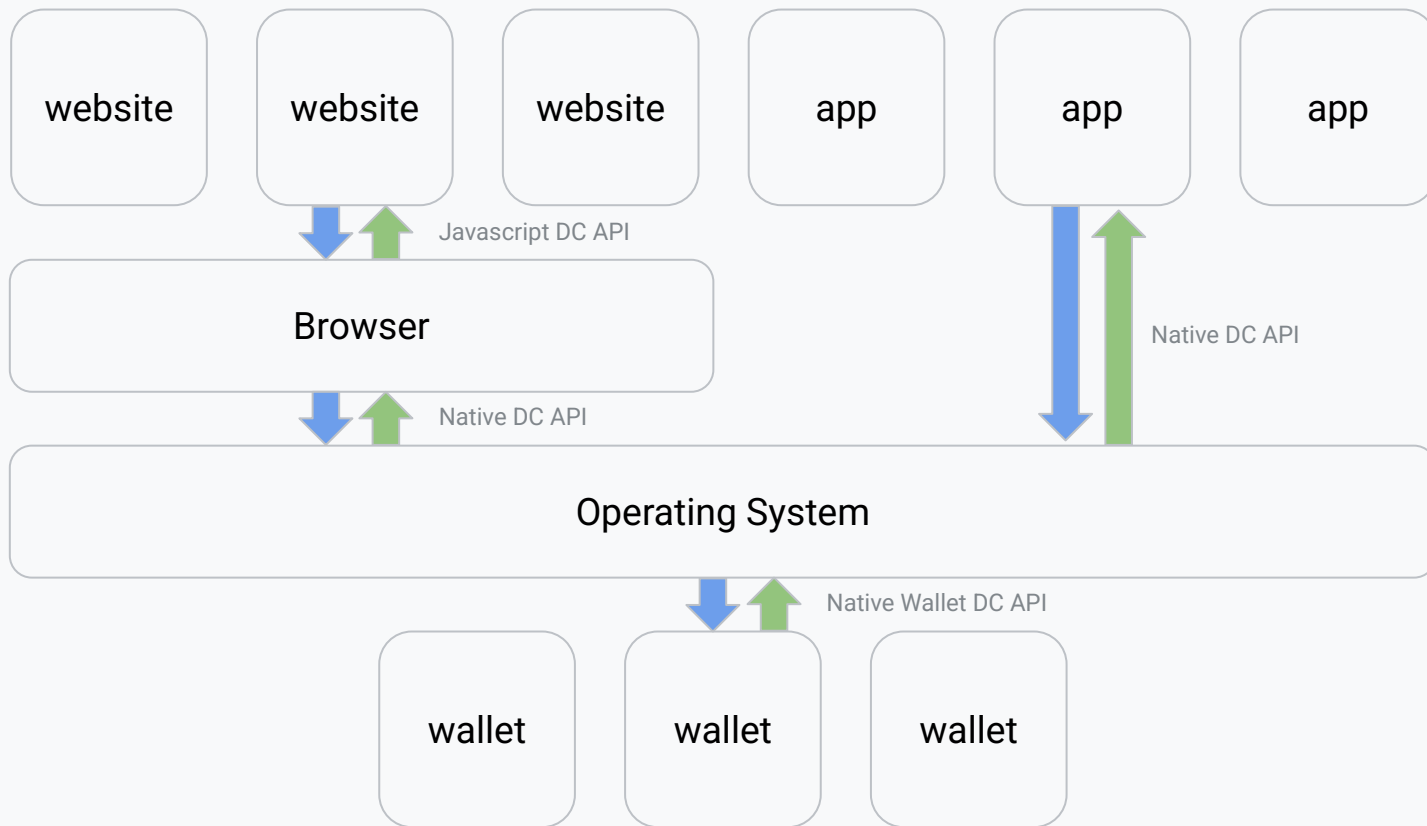 website
website
website
app
app
app
Javascript DC API
Browser
Native DC API
Native DC API
Operating System
Native Wallet DC API
wallet
wallet
wallet